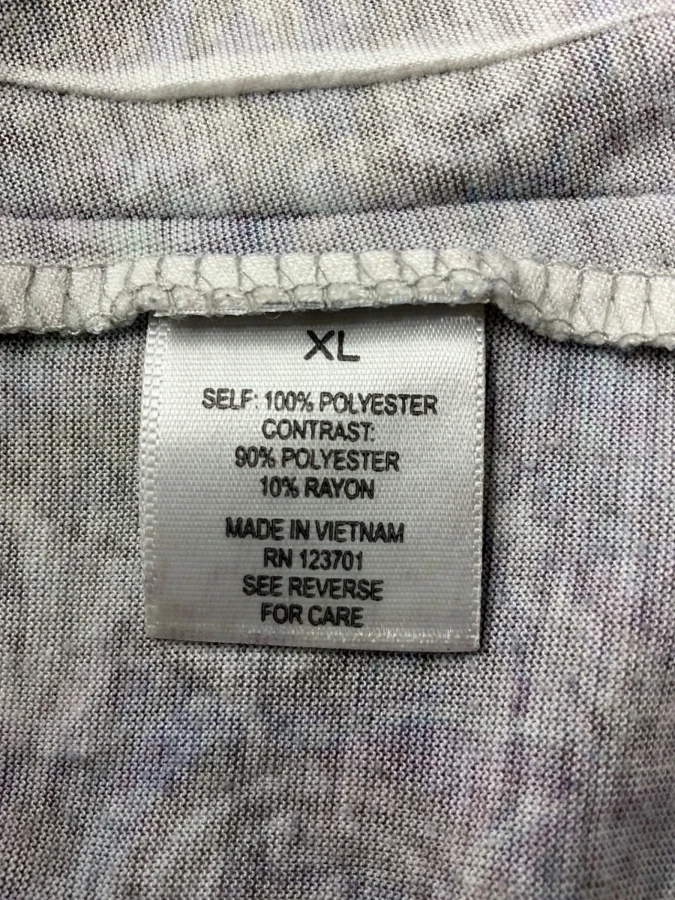 XL
SELF: 100% POLYESTER
CONTRAST:
90% POLYESTER
10% RAYON
MADE IN VIETNAM
RN 123701
SEE REVERSE
FOR CARE